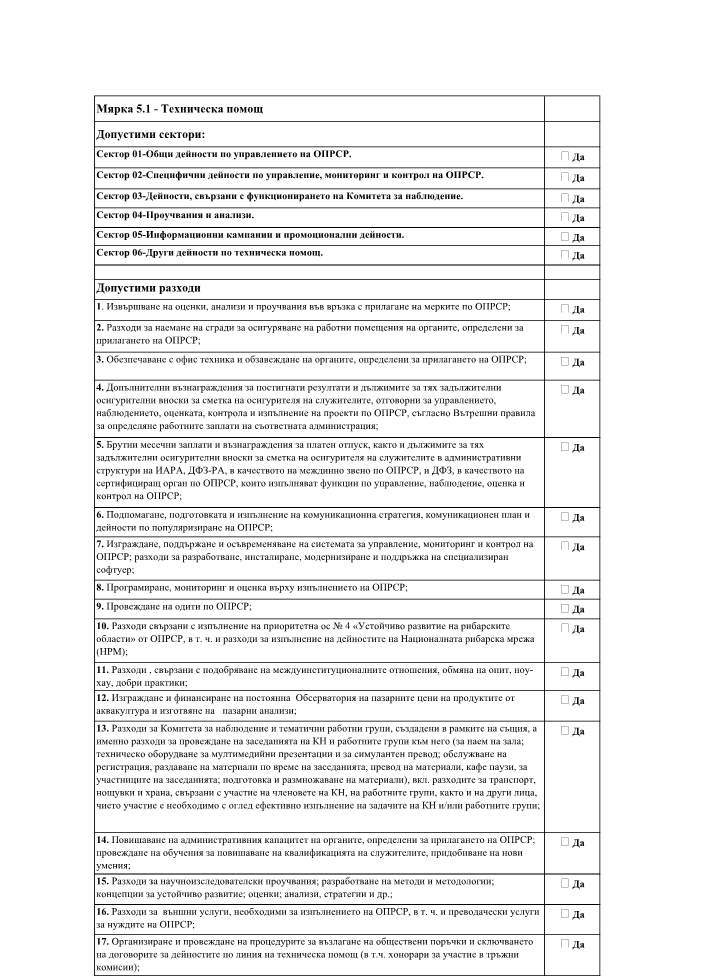 Мярка 5.1 - Техническа помощ
Допустими сектори:
Сектор 01-Общи дейности по управлението на ОПРСР. Да
Сектор 02-Специфични дейности по управление, мониторинг и контрол на ОПРСР. Да
Сектор 03-Дейности, свързани с функционирането на Комитета за наблюдение. Да
Сектор 04-Проучвания и анализи. Да
Сектор 05-Информационни кампании и промоционални дейности. Да
Сектор 06-Други дейности по техническа помощ. Да
Допустими разходи
1. Извършване на оценки, анализи и проучвания във връзка с прилагане на мерките по ОПРСР; Да
2. Разходи за наемане на сгради за осигуряване на работни помещения на органите, определени за Да
прилагането на ОПРСР;
3. Обезпечаване с офис техника и обзавеждане на органите, определени за прилагането на ОПРСР; Да
4. Допълнителни възнаграждения за постигнати резултати и дължимите за тях задължителни Да
осигурителни вноски за сметка на осигурителя на служителите, отговорни за управлението,
наблюдението, оценката, контрола и изпълнение на проекти по ОПРСР, съгласно Вътрешни правила
за определяне работните заплати на съответната администрация;
5. Брутни месечни заплати и възнаграждения за платен отпуск, както и дължимите за тях Да
задължителни осигурителни вноски за сметка на осигурителя на служителите в административни
структури на ИАРА, ДФЗ-РА, в качеството на междинно звено по ОПРСР, и ДФЗ, в качеството на
сертифициращ орган по ОПРСР, които изпълняват функции по управление, наблюдение, оценка и
контрол на ОПРСР;
6. Подпомагане, подготовката и изпълнение на комуникационна стратегия, комуникационен план и Да
дейности по популяризиране на ОПРСР;
7. Изграждане, поддържане и осъвременяване на системата за управление, мониторинг и контрол на Да
ОПРСР; разходи за разработване, инсталиране, модернизиране и поддръжка на специализиран
софтуер;
8. Програмиране, мониторинг и оценка върху изпълнението на ОПРСР; Да
9. Провеждане на одити по ОПРСР; Да
10. Разходи свързани с изпълнение на приоритетна ос № 4 «Устойчиво развитие на рибарските Да
области» от ОПРСР, в т. ч. и разходи за изпълнение на дейностите на Националната рибарска мрежа
(НРМ);
11. Разходи , свързани с подобряване на междуинституционалните отношения, обмяна на опит, ноу- Да
хау, добри практики;
12. Изграждане и финансиране на постоянна Обсерватория на пазарните цени на продуктите от Да
аквакултура и изготвяне на пазарни анализи;
13. Разходи за Комитета за наблюдение и тематични работни групи, създадени в рамките на същия, а Да
именно разходи за провеждане на заседанията на КН и работните групи към него (за наем на зала;
техническо оборудване за мултимедийни презентации и за симулантен превод; обслужване на
регистрация, раздаване на материали по време на заседанията, превод на материали, кафе паузи, за
участниците на заседанията; подготовка и размножаване на материали), вкл. разходите за транспорт,
нощувки и храна, свързани с участие на членовете на КН, на работните групи, както и на други лица,
чието участие е необходимо с оглед ефективно изпълнение на задачите на КН и/или работните групи;
14. Повишаване на административния капацитет на органите, определени за прилагането на ОПРСР; Да
провеждане на обучения за повишаване на квалификацията на служителите, придобиване на нови
умения;
15. Разходи за научноизследователски проучвания; разработване на методи и методологии; Да
концепции за устойчиво развитие; оценки; анализи, стратегии и др.;
16. Разходи за външни услуги, необходими за изпълнението на ОПРСР, в т. ч. и преводачески услуги Да
за нуждите на ОПРСР;
17. Организиране и провеждане на процедурите за възлагане на обществени поръчки и сключването Да
на договорите за дейностите по линия на техническа помощ (в т.ч. хонорари за участие в тръжни
комисии);